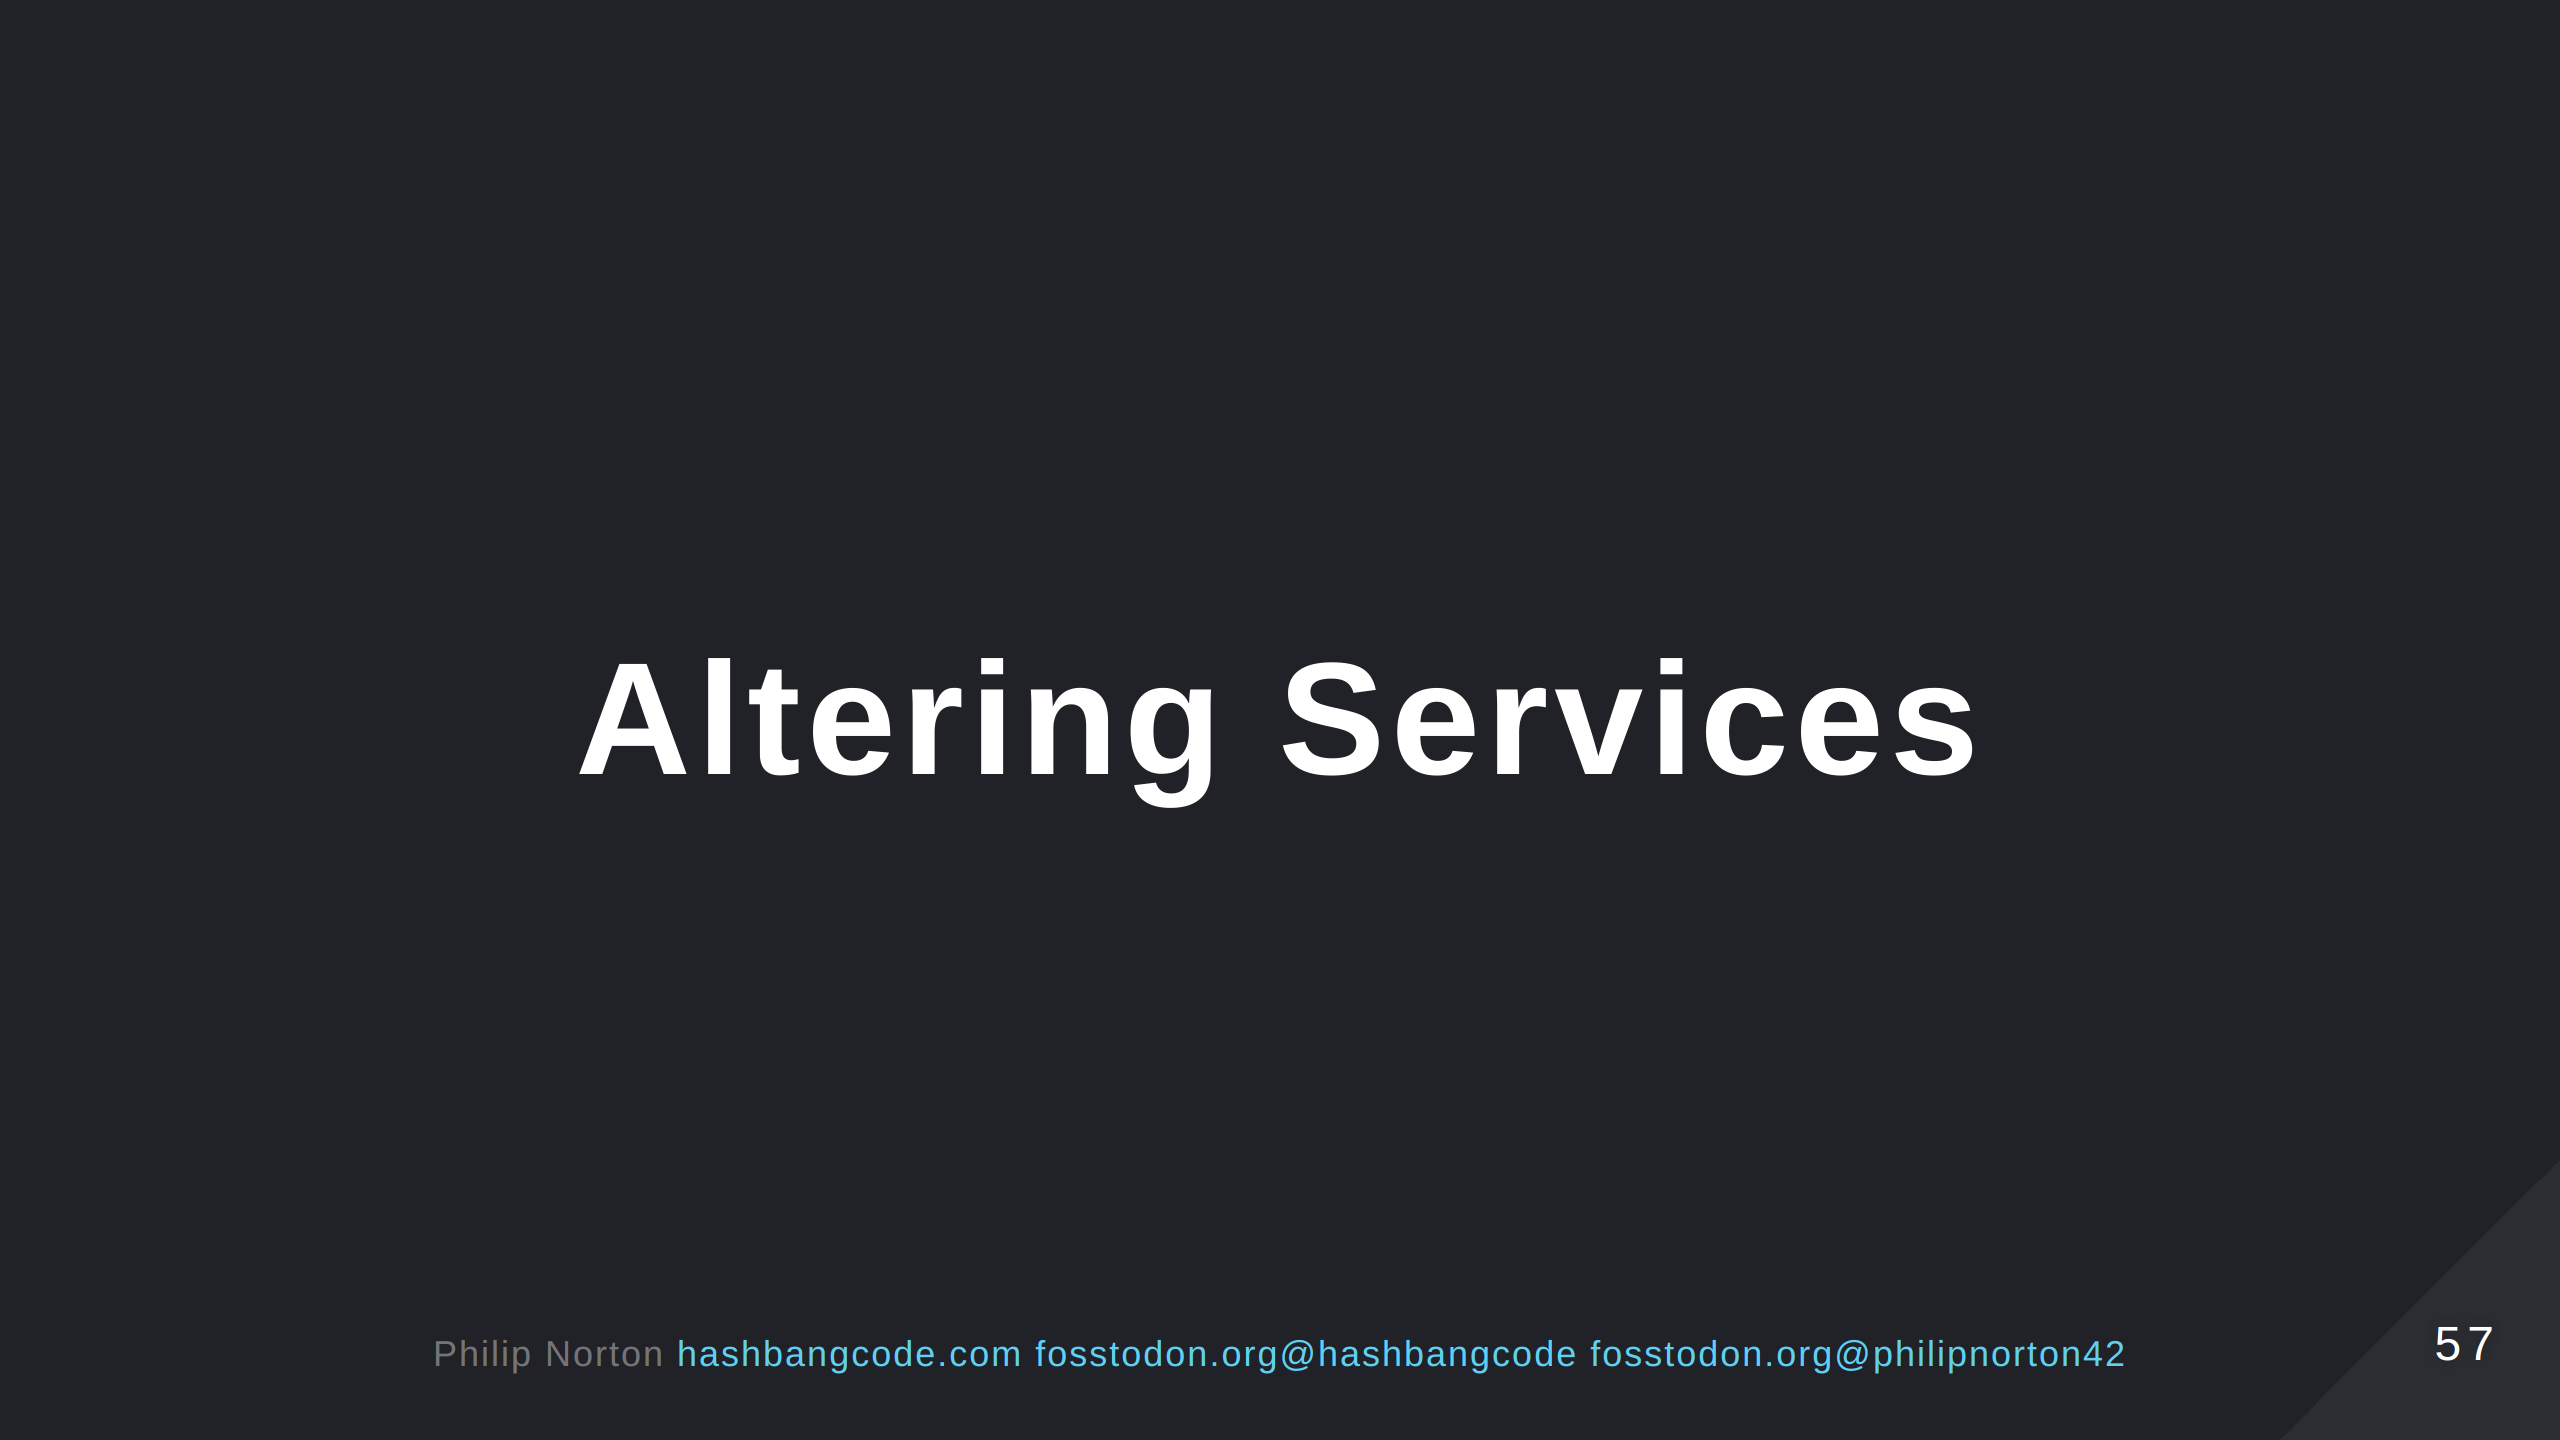 Altering Services
Philip Norton hashbangcode.com fosstodon.org@hashbangcode fosstodon.org@philipnorton42
57